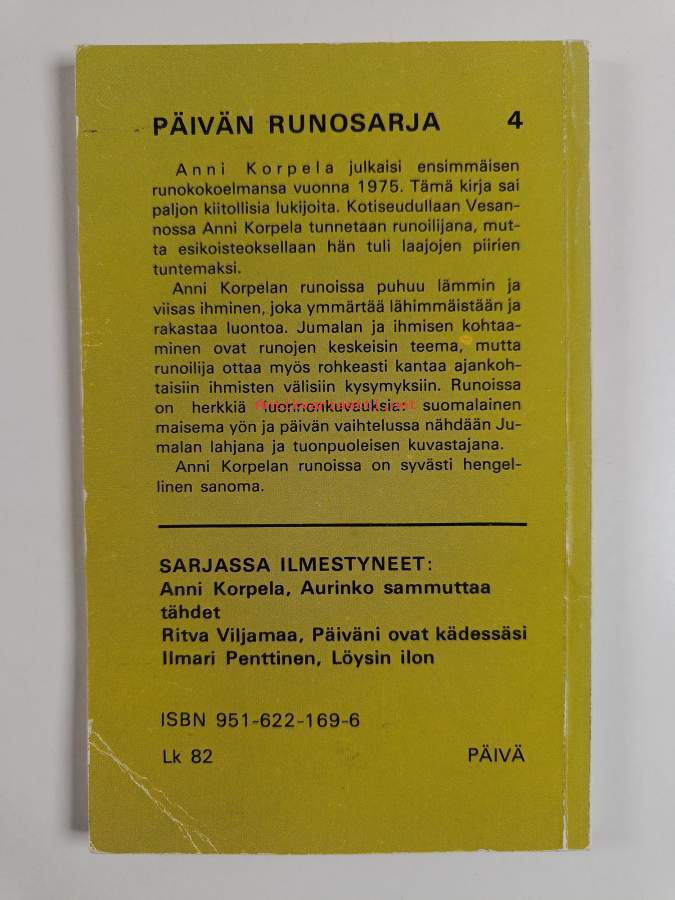 PÄIVÄN RUNOSARJA 4
Anni Korpela julkaisi ensimmäisen
runokokoelmansa vuonna 1975. Tämä kirja sai
paljon kiitollisia lukijoita. Kotiseudullaan Vesan-
nossa Anni Korpela tunnetaan runoilijana, mut-
ta esikoisteoksellaan hän tuli laajojen piirien
tuntemaksi.
Anni Korpelan runoissa puhuu lämmin ja
viisas ihminen, joka ymmärtää lähimmäistään ja
rakastaa luontoa. Jumalan ja ihmisen kohtaa-
minen ovat runojen keskeisin teema, mutta
runoilija ottaa myös rohkeasti kantaa ajankoh-
taisiin ihmisten välisiin kysymyksiin. Runoissa
on herkkiä luonnonkuvauksia: suomalainen
maisema yön ja päivän vaihtelussa nähdään Ju-
malan lahjana ja tuonpuoleisen kuvastajana.
Anni Korpelan runoissa on syvästi hengel-
linen sanoma.
SARJASSA ILMESTYNEET:
Anni Korpela, Aurinko sammuttaa
tähdet
Ritva Viljamaa, Päiväni ovat kädessäsi
Ilmari Penttinen, Löysin ilon
ISBN 951-622-169-6
Lk 82 PÄIVÄ